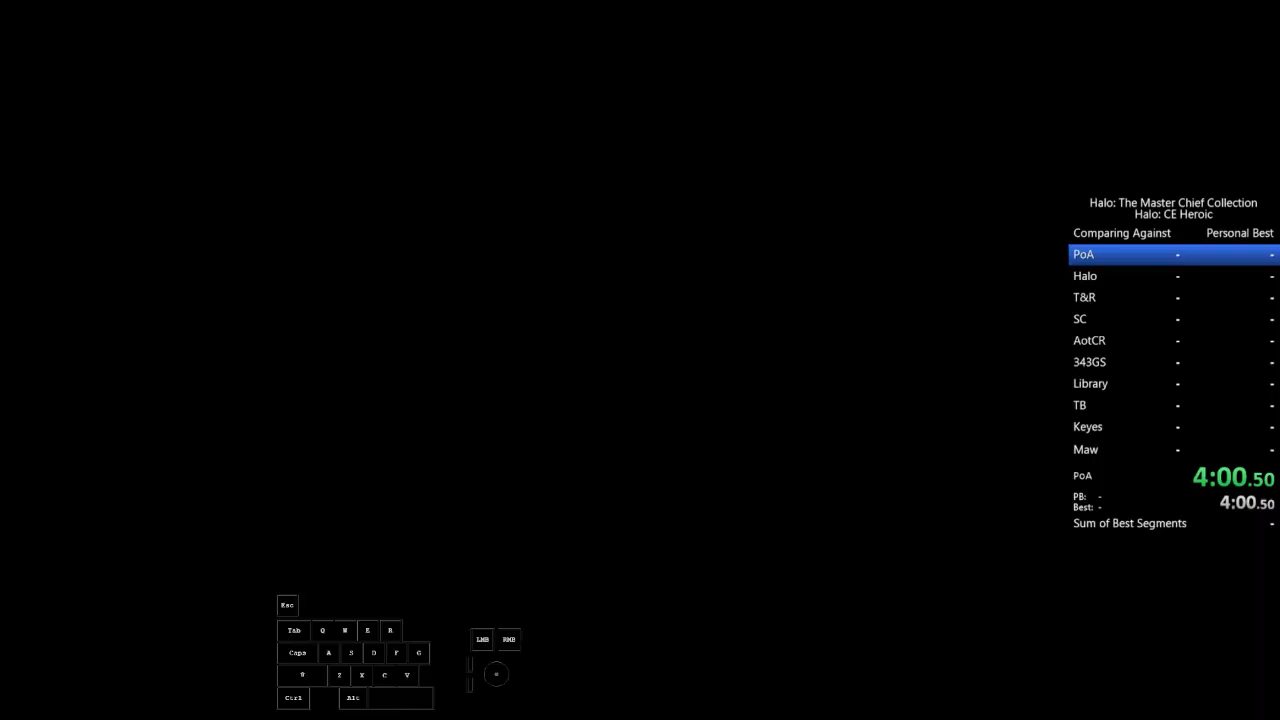 Halo: The Master Chief Collection
Halo: CE Heroic
Comparing Against Personal Best
PoA - -
Halo - -
T&R - -
SC - -
AotCR - -
343GS - -
Library - -
TB - -
Keyes - -
Maw - -
PoA 4:00.50
PB: -
Best: - 4:00.50
Sum of Best Segments -
Esc
Tab Q W E R
Caps A S D F G
Z X C V
Ctrl Alt
LMB RMB